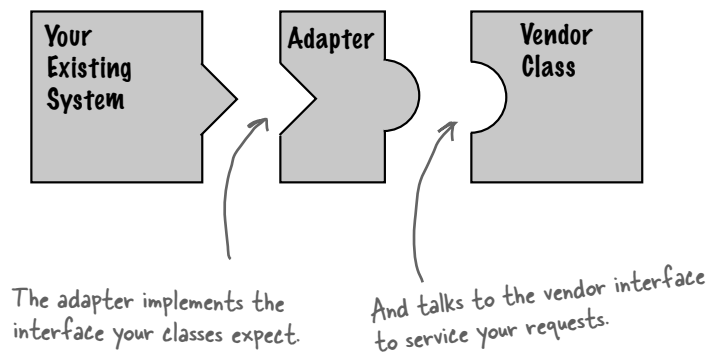 Your
Existing
System
Adapter
Vendor
Class
The adapter implements the
interface your classes expect.
And talks to the vendor interface
to service your requests.